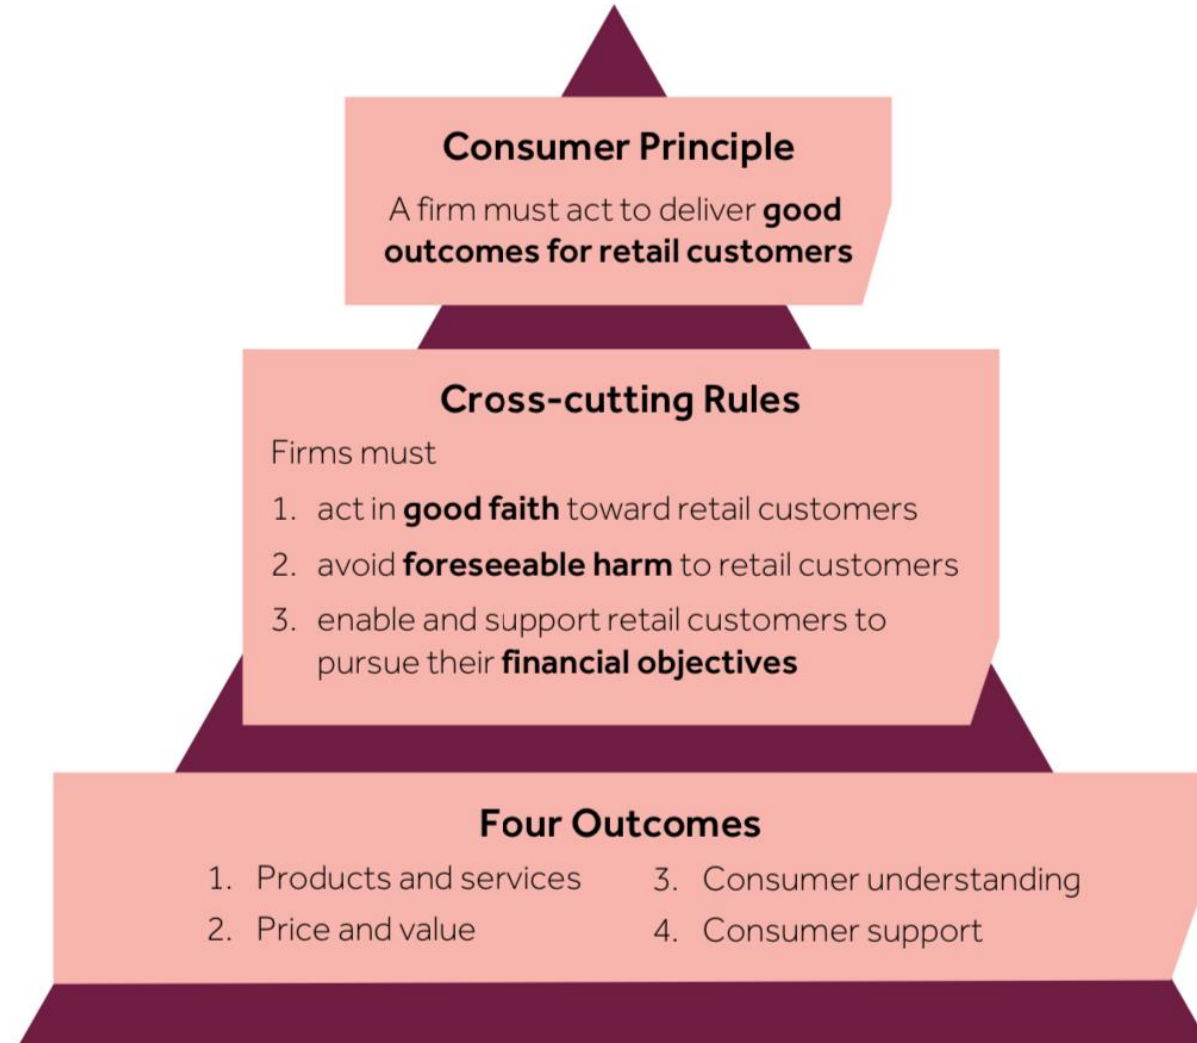 Consumer Principle
A firm must act to deliver good
outcomes for retail customers
Cross-cutting Rules
Firms must
1. act in good faith toward retail customers
2. avoid foreseeable harm to retail customers
3. enable and support retail customers to
pursue their financial objectives
Four Outcomes
1. Products and services
2. Price and value
3. Consumer understanding
4. Consumer support